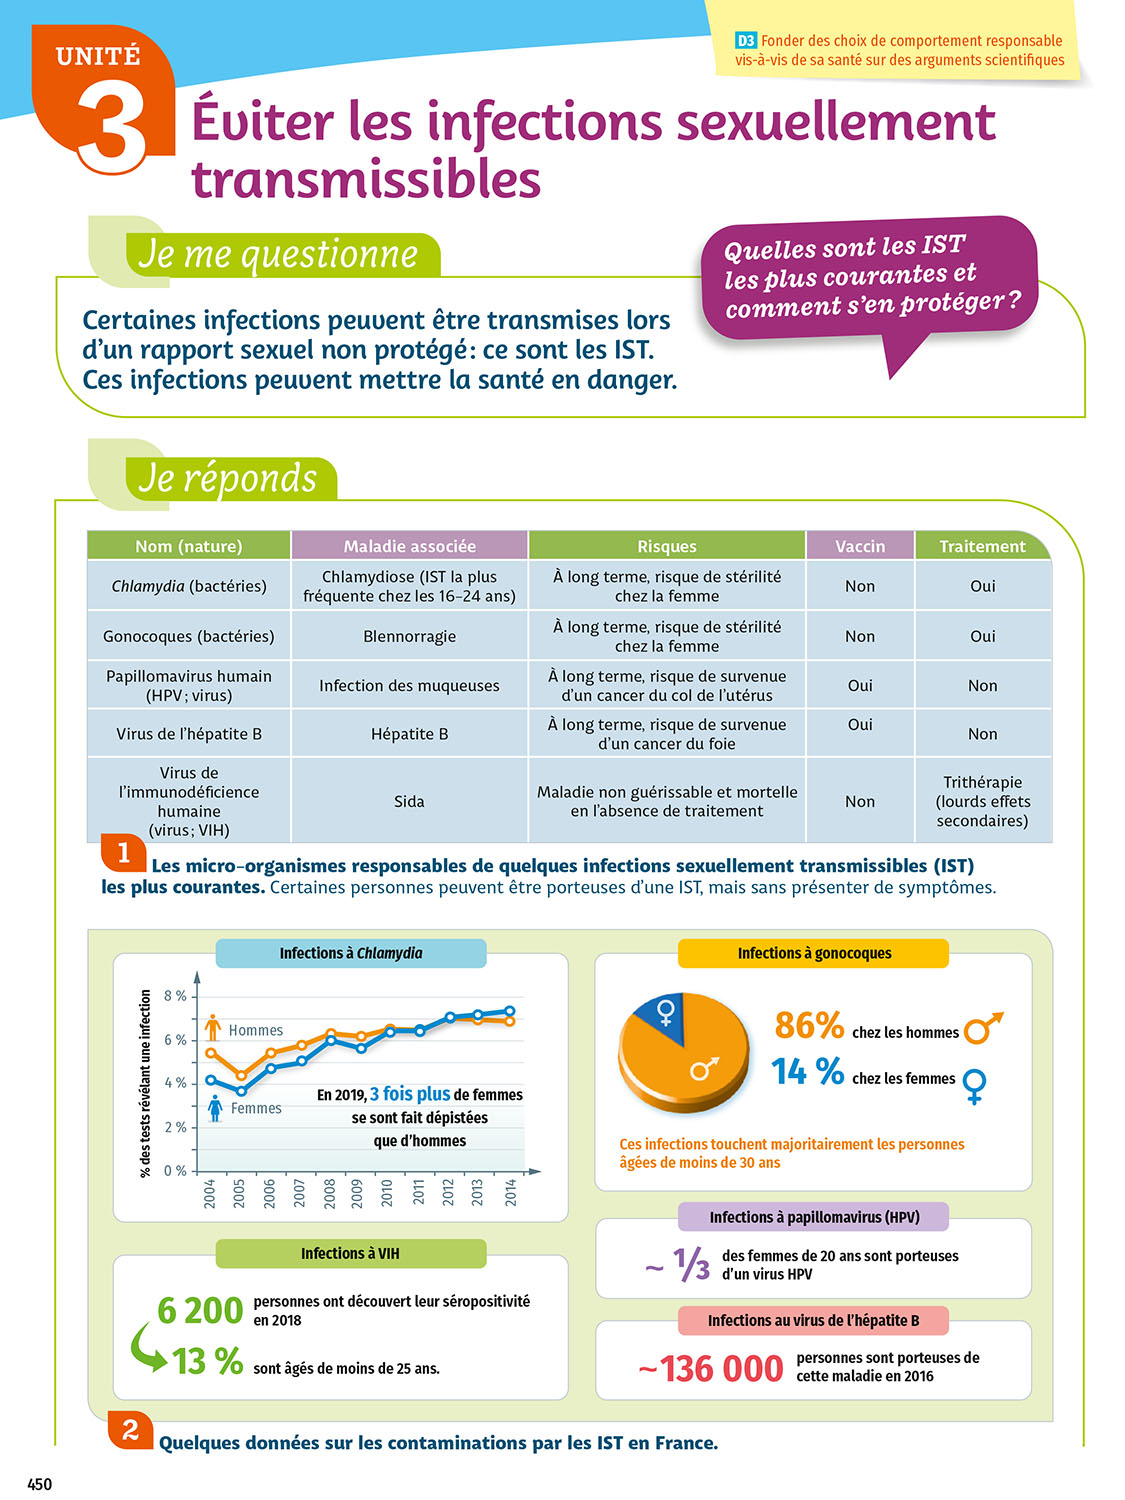 UNITÉ
3
D3 Fonder des choix de comportement responsable
vis-à-vis de sa santé sur des arguments scientifiques
Éviter les infections sexuellement
transmissibles
Je me questionne
Quelles sont les IST
les plus courantes et
comment s'en protéger ?
Certaines infections peuvent être transmises lors
d'un rapport sexuel non protégé : ce sont les IST.
Ces infections peuvent mettre la santé en danger.
Je réponds
Nom (nature) Maladie associée Risques Vaccin Traitement
Chlamydia (bactéries)
Chlamydiose (IST la plus
fréquente chez les 16-24 ans)
À long terme, risque de stérilité
chez la femme
Non
Oui
Gonocoques (bactéries)
Blennorragie
À long terme, risque de stérilité
chez la femme
Non
Oui
Papillomavirus humain
(HPV ; virus)
Infection des muqueuses
À long terme, risque de survenue
d'un cancer du col de l'utérus
Oui
Non
Virus de l'hépatite B
Hépatite B
À long terme, risque de survenue
d'un cancer du foie
Oui
Non
Virus de
l'immunodéficience
humaine
(virus ; VIH)
Sida
Maladie non guérissable et mortelle
en l'absence de traitement
Non
Trithérapie
(lourds effets
secondaires)
1 Les micro-organismes responsables de quelques infections sexuellement transmissibles (IST)
les plus courantes. Certaines personnes peuvent être porteuses d'une IST, mais sans présenter de symptômes.
Infections à Chlamydia
% des tests révélant une infection
8 %
6 %
4 %
2 %
0 %
Hommes
Femmes
En 2019, 3 fois plus de femmes
se sont fait dépistées
que d'hommes
2004 2005 2006 2007 2008 2009 2010 2011 2012 2013 2014
Infections à gonocoques
86% chez les hommes
14 % chez les femmes
Ces infections touchent majoritairement les personnes
âgées de moins de 30 ans
Infections à papillomavirus (HPV)
~ 1/3
des femmes de 20 ans sont porteuses
d'un virus HPV
Infections à VIH
6 200
personnes ont découvert leur séropositivité
en 2018
13 % sont âgés de moins de 25 ans.
Infections au virus de l'hépatite B
~136 000
personnes sont porteuses de
cette maladie en 2016
2 Quelques données sur les contaminations par les IST en France.
450